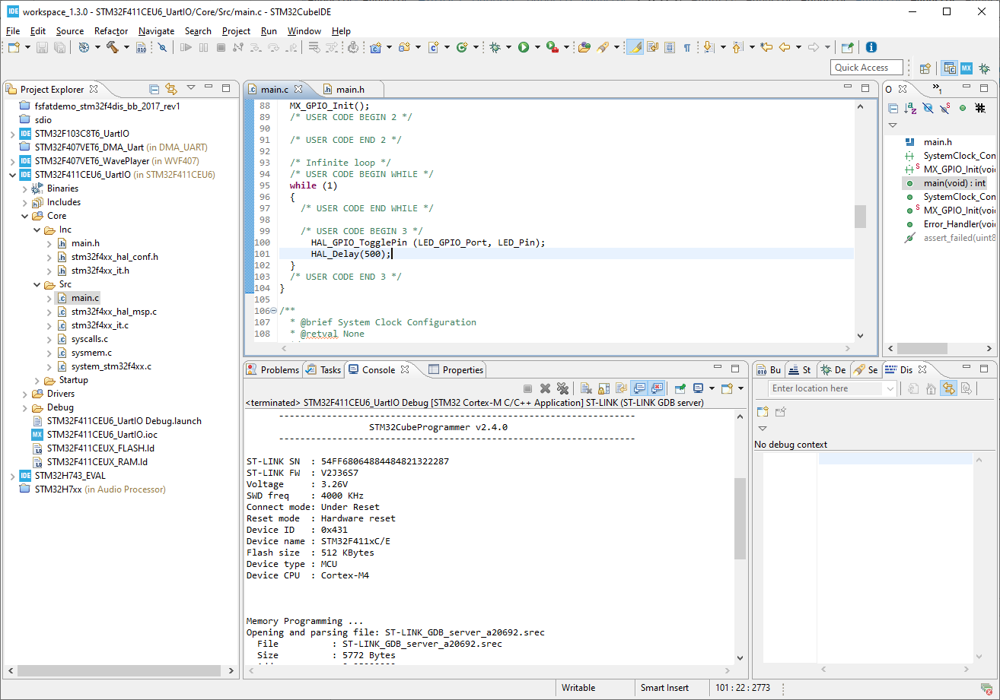 IDE workspace_1.3.0 - STM32F411CEU6_UartIO/Core/Src/main.c - STM32CubeIDE
File Edit Source Refactor Navigate Search Project Run Window Help
Quick Access
MX
Project Explorer
fsfatdemo_stm32f4dis_bb_2017_rev1
sdio
IDE STM32F103C8T6_UartIO
STM32F407VET6_DMA_Uart (in DMA_UART)
IDE STM32F407VET6_WavePlayer (in WVF407)
IDE STM32F411CEU6_UartIO (in STM32F411CEU6)
Binaries
Includes
Core
Inc
main.h
stm32f4xx_hal_conf.h
stm32f4xx_it.h
Src
main.c
stm32f4xx_hal_msp.c
stm32f4xx_it.c
syscalls.c
sysmem.c
system_stm32f4xx.c
Startup
Drivers
Debug
STM32F411CEU6_UartIO Debug.launch
MX STM32F411CEU6_UartIO.ioc
STM32F411CEUX_FLASH.ld
STM32F411CEUX_RAM.ld
IDE STM32H743_EVAL
STM32H7xx (in Audio Processor)
main.c main.h
88 MX_GPIO_Init();
89 /* USER CODE BEGIN 2 */
90
91 /* USER CODE END 2 */
92
93 /* Infinite loop */
94 /* USER CODE BEGIN WHILE */
95 while (1)
96 {
97 /* USER CODE END WHILE */
98
99 /* USER CODE BEGIN 3 */
100 HAL_GPIO_TogglePin (LED_GPIO_Port, LED_Pin);
101 HAL_Delay(500);
102 }
103 /* USER CODE END 3 */
104 }
105
106 /**
107 * @brief System Clock Configuration
108 * @retval None
O
main.h
SystemClock_Con
MX_GPIO_Init(voi
main(void) : int
SystemClock_Con
MX_GPIO_Init(voi
Error_Handler(voi
assert_failed(uint8
Problems Tasks Console Properties
<terminated> STM32F411CEU6_UartIO Debug [STM32 Cortex-M C/C++ Application] ST-LINK (ST-LINK GDB server)
-------------------------------------------------------------------
STM32CubeProgrammer v2.4.0
-------------------------------------------------------------------
ST-LINK SN : 54FF68064884484821322287
ST-LINK FW : V2J36S7
Voltage : 3.26V
SWD freq : 4000 KHz
Connect mode: Under Reset
Reset mode : Hardware reset
Device ID : 0x431
Device name : STM32F411xC/E
Flash size : 512 KBytes
Device type : MCU
Device CPU : Cortex-M4
Memory Programming ...
Opening and parsing file: ST-LINK_GDB_server_a20692.srec
File : ST-LINK_GDB_server_a20692.srec
Size : 5772 Bytes
Bu St De Se Dis
Enter location here
No debug context
Writable Smart Insert 101 : 22 : 2773